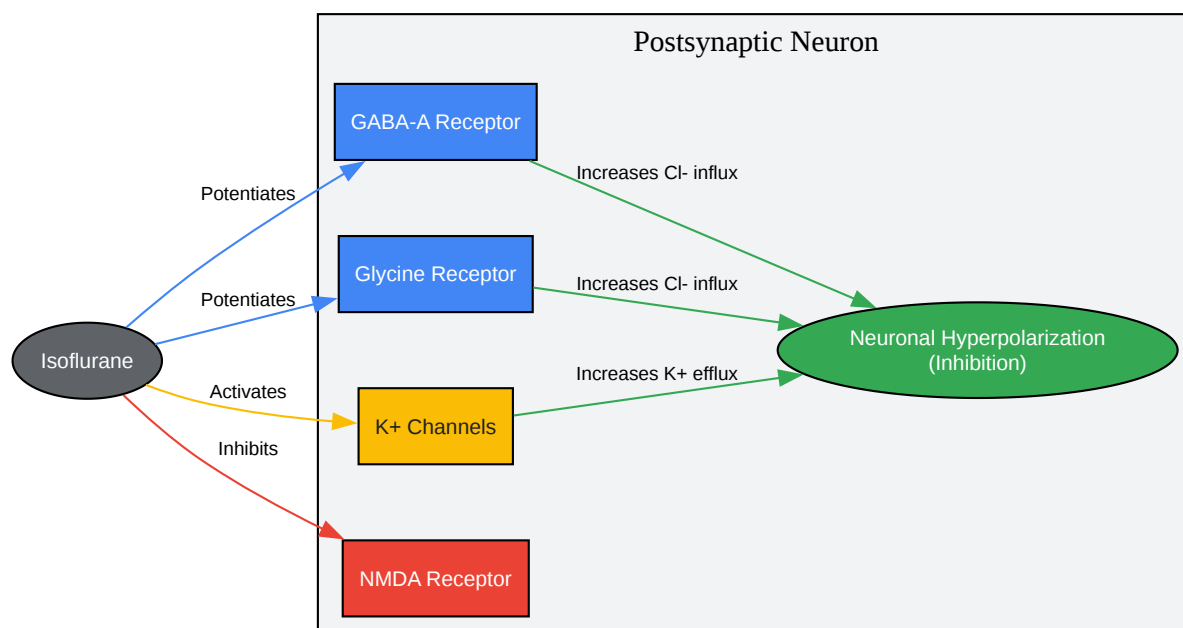 Postsynaptic Neuron
GABA-A Receptor
Potentiates
Increases Cl- influx
Glycine Receptor
Potentiates
Increases Cl- influx
Isoflurane
Neuronal Hyperpolarization
(Inhibition)
Activates
Increases K+ efflux
K+ Channels
Inhibits
NMDA Receptor